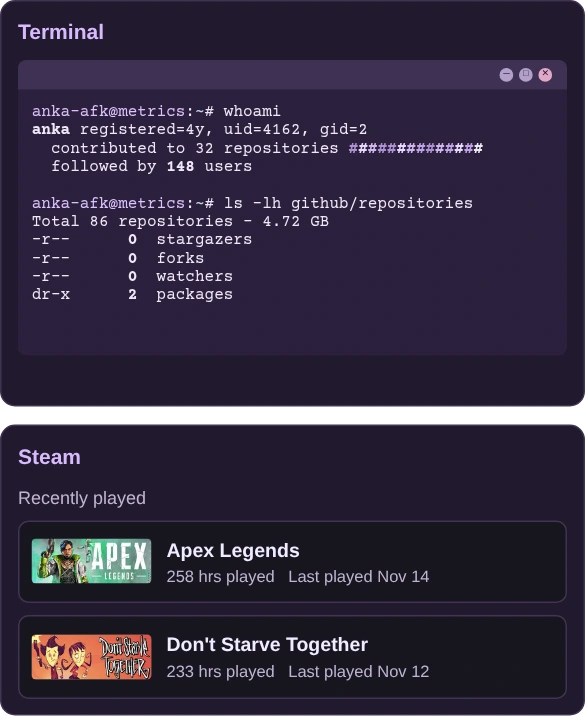 Terminal
anka-afk@metrics:~# whoami
anka registered=4y, uid=4162, gid=2
contributed to 32 repositories ##############
followed by 148 users
anka-afk@metrics:~# ls -lh github/repositories
Total 86 repositories - 4.72 GB
-r-- 0 stargazers
-r-- 0 forks
-r-- 0 watchers
dr-x 2 packages
Steam
Recently played
APEX
LEGENDS
Apex Legends
258 hrs played Last played Nov 14
Don't Starve
TOGETHER
Don't Starve Together
233 hrs played Last played Nov 12